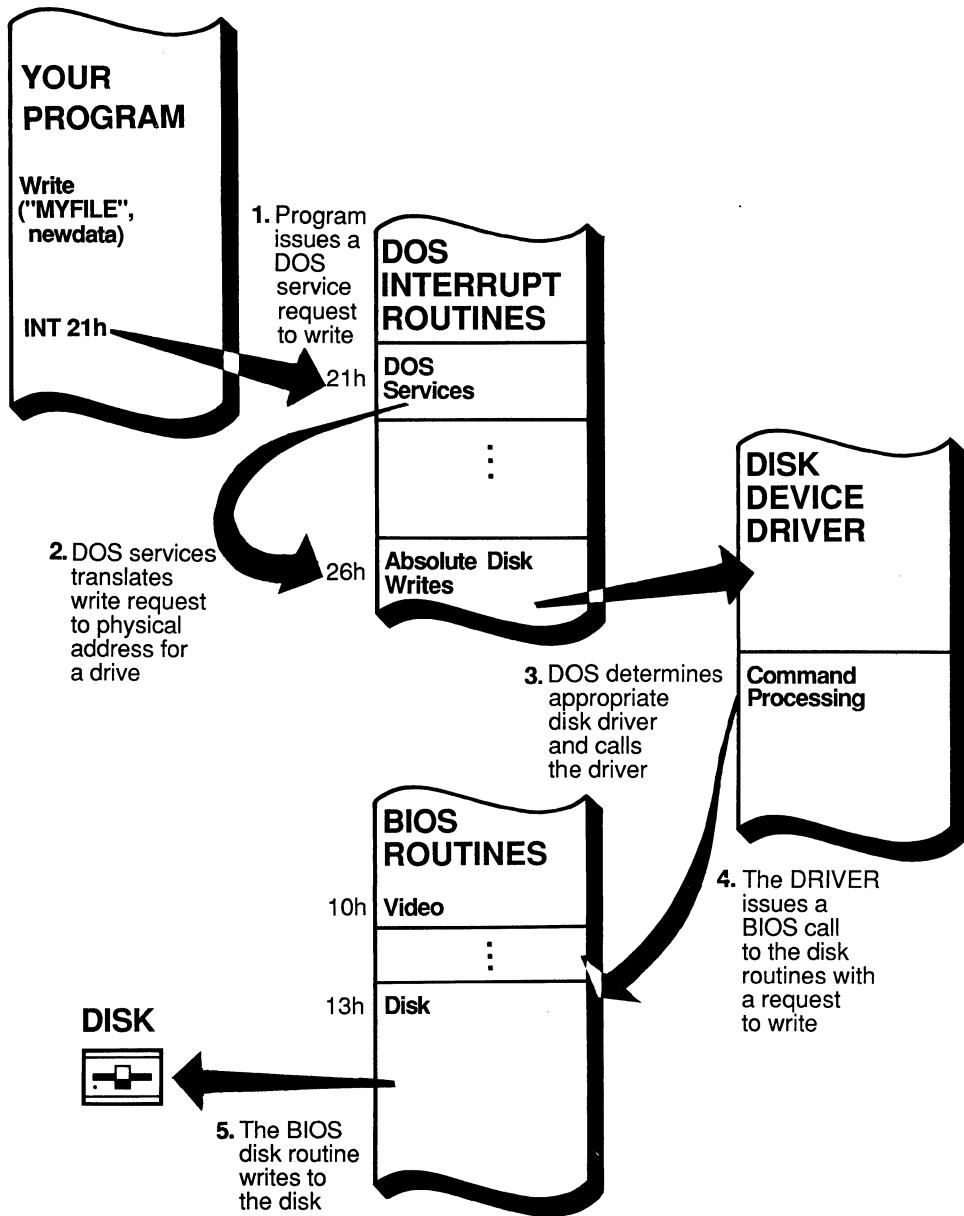 YOUR
PROGRAM
Write
("MYFILE",
newdata)
INT 21h
1. Program
issues a
DOS
service
request
to write
DOS
INTERRUPT
ROUTINES
21h
DOS
Services
2. DOS services
translates
write request
to physical
address for
a drive
26h
Absolute Disk
Writes
3. DOS determines
appropriate
disk driver
and calls
the driver
DISK
DEVICE
DRIVER
Command
Processing
4. The DRIVER
issues a
BIOS call
to the disk
routines with
a request
to write
BIOS
ROUTINES
10h Video
13h Disk
DISK
5. The BIOS
disk routine
writes to
the disk